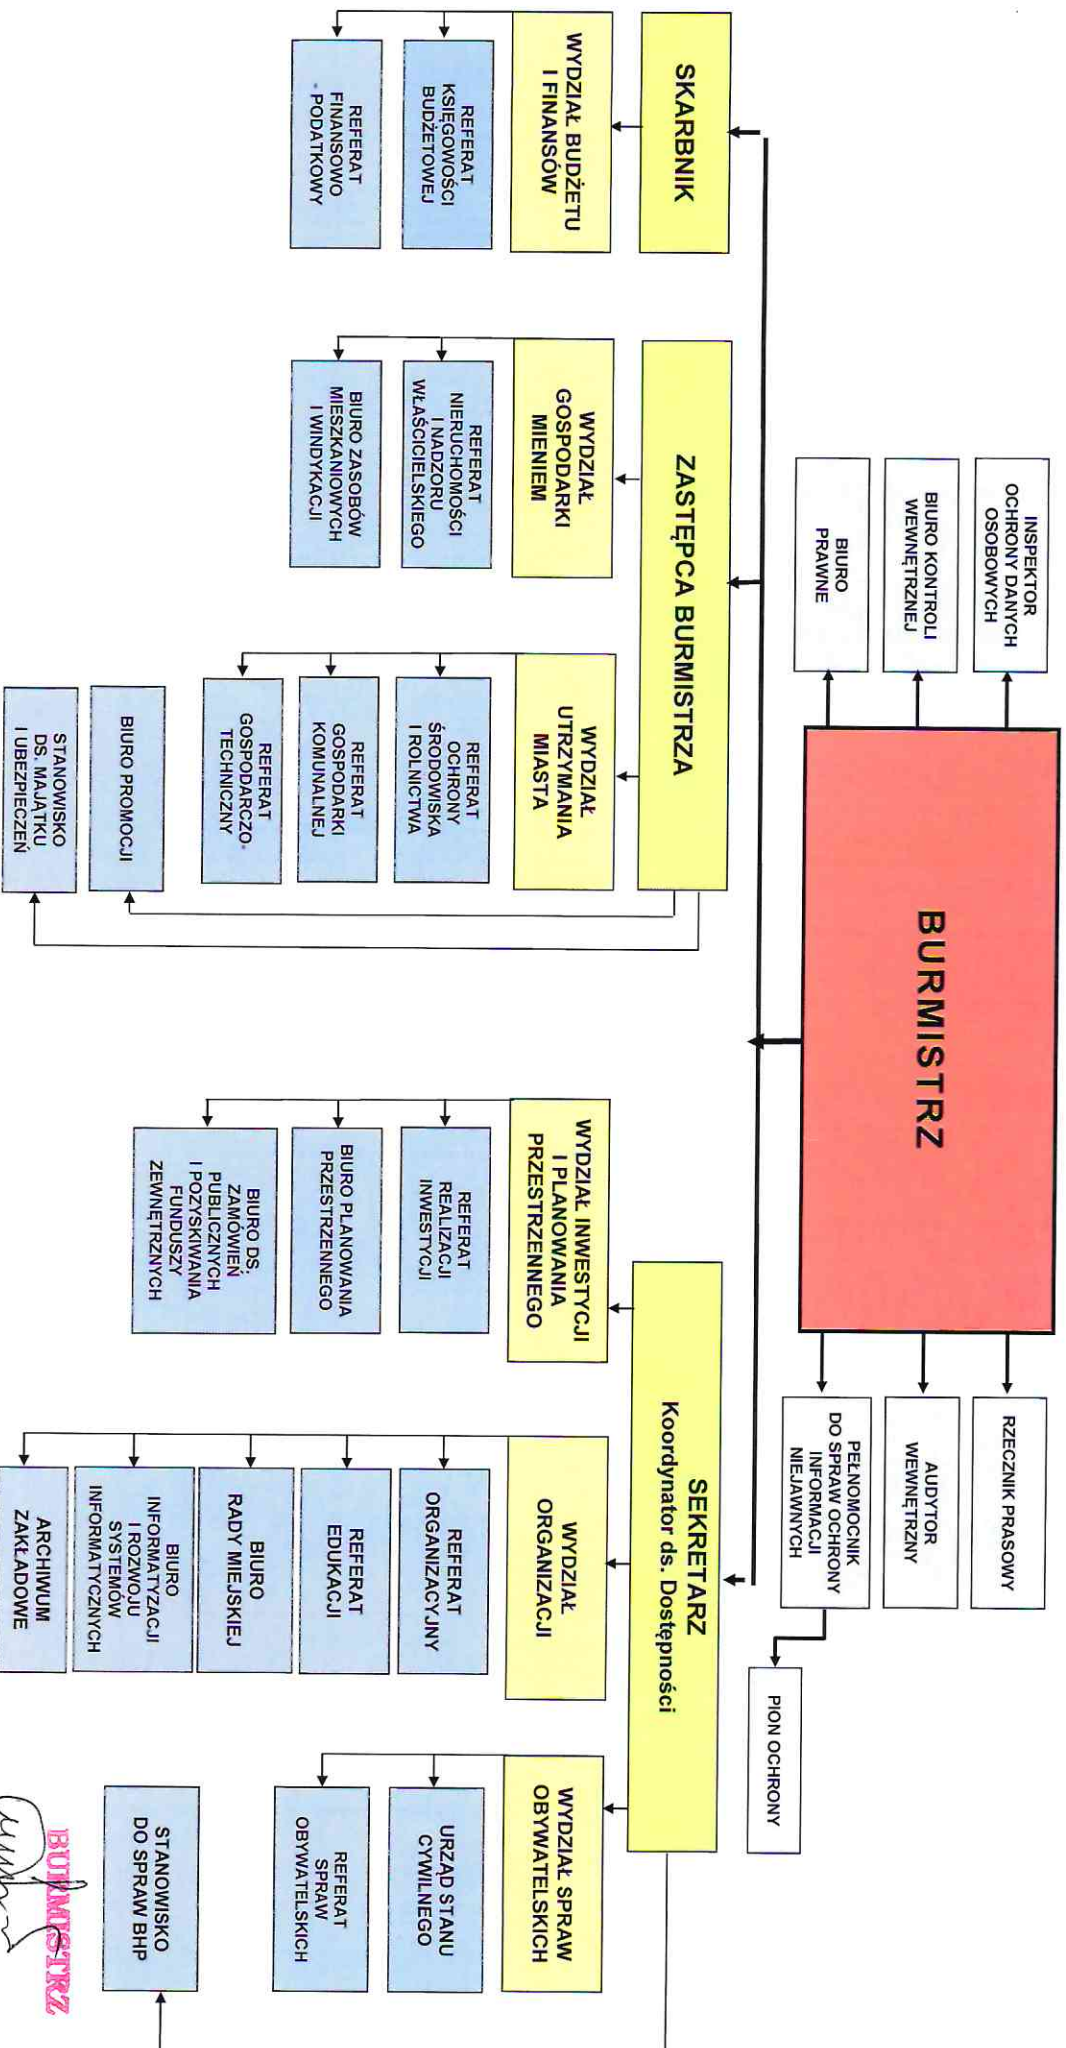 BURMISTRZ
INSPEKTOR
OCHRONY DANYCH
OSOBOWYCH
BIURO KONTROLI
WEWNĘTRZNEJ
BIURO
PRAWNE
RZECZNIK PRASOWY
AUDYTOR
WEWNĘTRZNY
PEŁNOMOCNIK
DO SPRAW OCHRONY
INFORMACJI
NIEJAWNYCH
PION OCHRONY
SKARBNIK
WYDZIAŁ BUDŻETU
I FINANSÓW
REFERAT
KSIĘGOWOŚCI
BUDŻETOWEJ
REFERAT
FINANSOWO
- PODATKOWY
ZASTĘPCA BURMISTRZA
WYDZIAŁ
GOSPODARKI
MIENIEM
REFERAT
NIERUCHOMOŚCI
I NADZORU
WŁAŚCICIELSKIEGO
BIURO ZASOBÓW
MIESZKANIOWYCH
I WINDYKACJI
WYDZIAŁ
UTRZYMANIA
MIASTA
REFERAT
OCHRONY
ŚRODOWISKA
I ROLNICTWA
REFERAT
GOSPODARKI
KOMUNALNEJ
REFERAT
GOSPODARCZO-
TECHNICZNY
BIURO PROMOCJI
STANOWISKO
DS. MAJĄTKU
I UBEZPIECZEŃ
SEKRETARZ
Koordynator ds. Dostępności
WYDZIAŁ INWESTYCJI
I PLANOWANIA
PRZESTRZENNEGO
REFERAT
REALIZACJI
INWESTYCJI
BIURO PLANOWANIA
PRZESTRZENNEGO
BIURO DS.
ZAMÓWIEŃ
PUBLICZNYCH
I POZYSKIWANIA
FUNDUSZY
ZEWNĘTRZNYCH
WYDZIAŁ
ORGANIZACJI
REFERAT
ORGANIZACYJNY
REFERAT
EDUKACJI
BIURO
RADY MIEJSKIEJ
BIURO
INFORMATYZACJI
I ROZWOJU
SYSTEMÓW
INFORMATYCZNYCH
ARCHIWUM
ZAKŁADOWE
WYDZIAŁ SPRAW
OBYWATELSKICH
URZĄD STANU
CYWILNEGO
REFERAT
SPRAW
OBYWATELSKICH
STANOWISKO
DO SPRAW BHP
BURMISTRZ